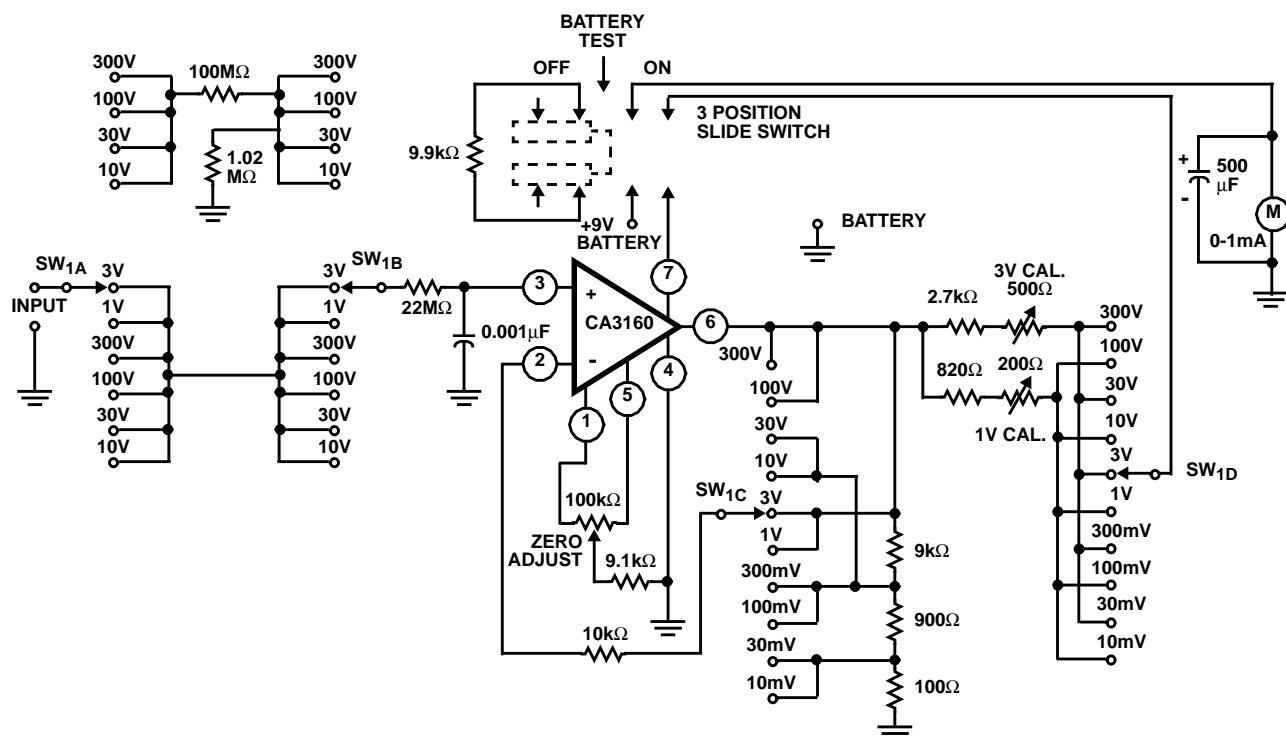 BATTERY
TEST
OFF
ON
3 POSITION
SLIDE SWITCH
300V
100V
30V
10V
100MΩ
1.02
MΩ
300V
100V
30V
10V
9.9kΩ
+9V
BATTERY
BATTERY
+
500
μF
-
M
0-1mA
SW1A
INPUT
3V
1V
300V
100V
30V
10V
3V
1V
300V
100V
30V
10V
SW1B
22MΩ
0.001μF
3
2
+
-
CA3160
7
6
4
5
1
100kΩ
ZERO
ADJUST
9.1kΩ
10kΩ
SW1C
300V
100V
30V
10V
3V
1V
300mV
100mV
30mV
10mV
9kΩ
900Ω
100Ω
2.7kΩ
3V CAL.
500Ω
820Ω
200Ω
1V CAL.
300V
100V
30V
10V
3V
1V
300mV
100mV
30mV
10mV
SW1D